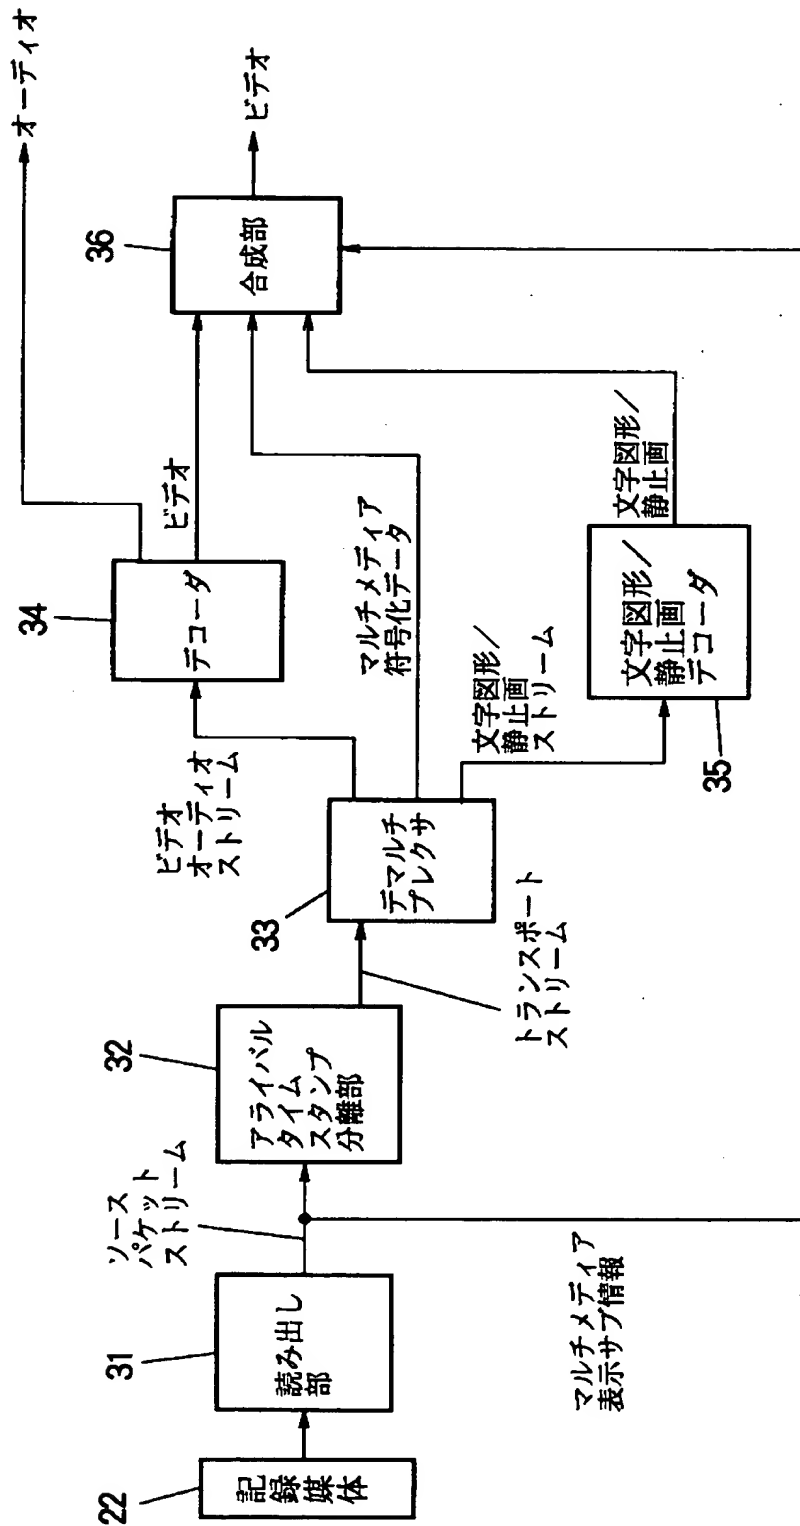 22
記録媒体
31
読み出し
部
ソース
パケット
ストリーム
32
アライバル
タイム
スタンプ
分離部
トランスポート
ストリーム
33
デマルチ
プレクサ
ビデオ
オーディオ
ストリーム
34
デコーダ
ビデオ
オーディオ
マルチメディア
符号化データ
文字図形／
静止画
ストリーム
35
文字図形／
静止画
デコーダ
文字図形／
静止画
36
合成部
ビデオ
マルチメディア
表示サブ情報